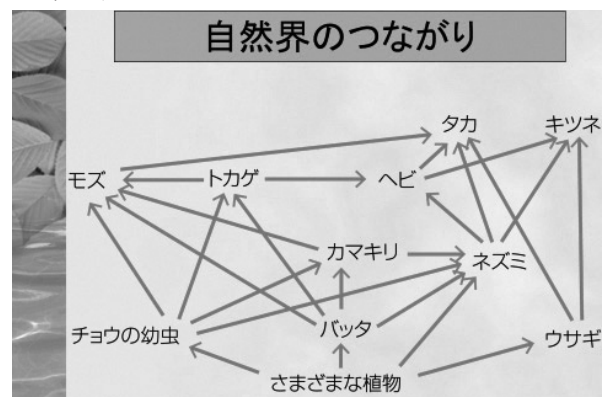 自然界のつながり
タカ
キツネ
モズ
トカゲ
ヘビ
カマキリ
ネズミ
チョウの幼虫
バッタ
ウサギ
さまざまな植物